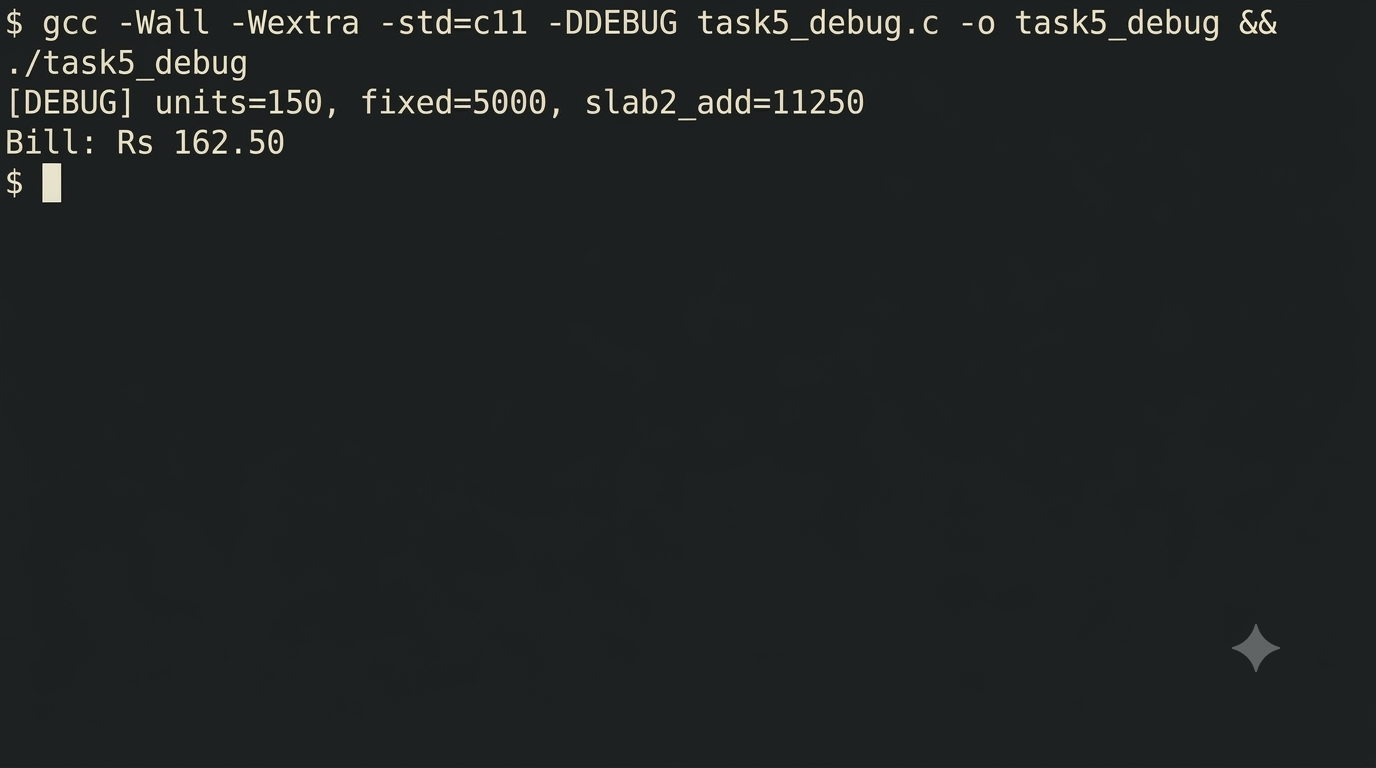 $ gcc -Wall -Wextra -std=c11 -DDEBUG task5_debug.c -o task5_debug &&
./task5_debug
[DEBUG] units=150, fixed=5000, slab2_add=11250
Bill: Rs 162.50
$